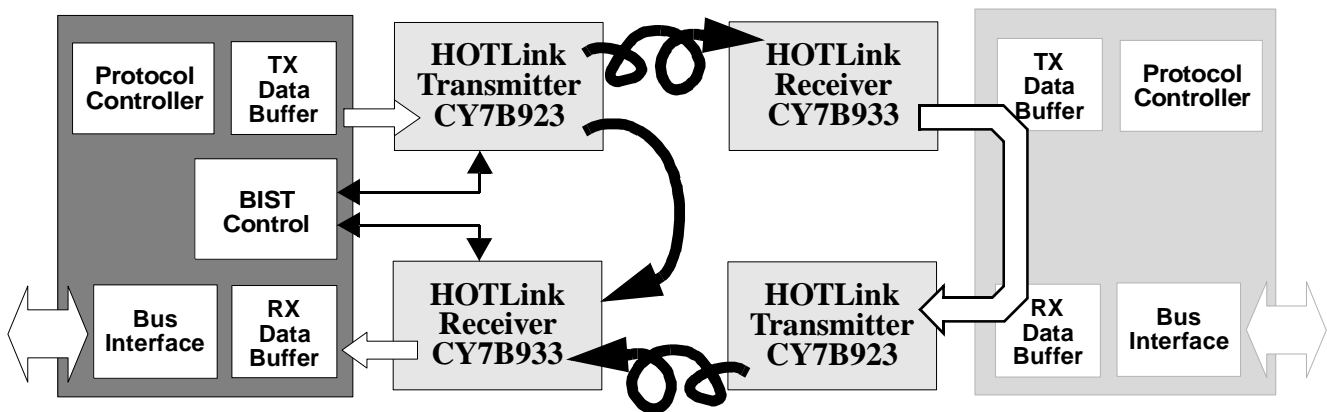 Protocol
Controller
TX
Data
Buffer
HOTLink
Transmitter
CY7B923
HOTLink
Receiver
CY7B933
TX
Data
Buffer
Protocol
Controller
BIST
Control
Bus
Interface
RX
Data
Buffer
HOTLink
Receiver
CY7B933
HOTLink
Transmitter
CY7B923
RX
Data
Buffer
Bus
Interface